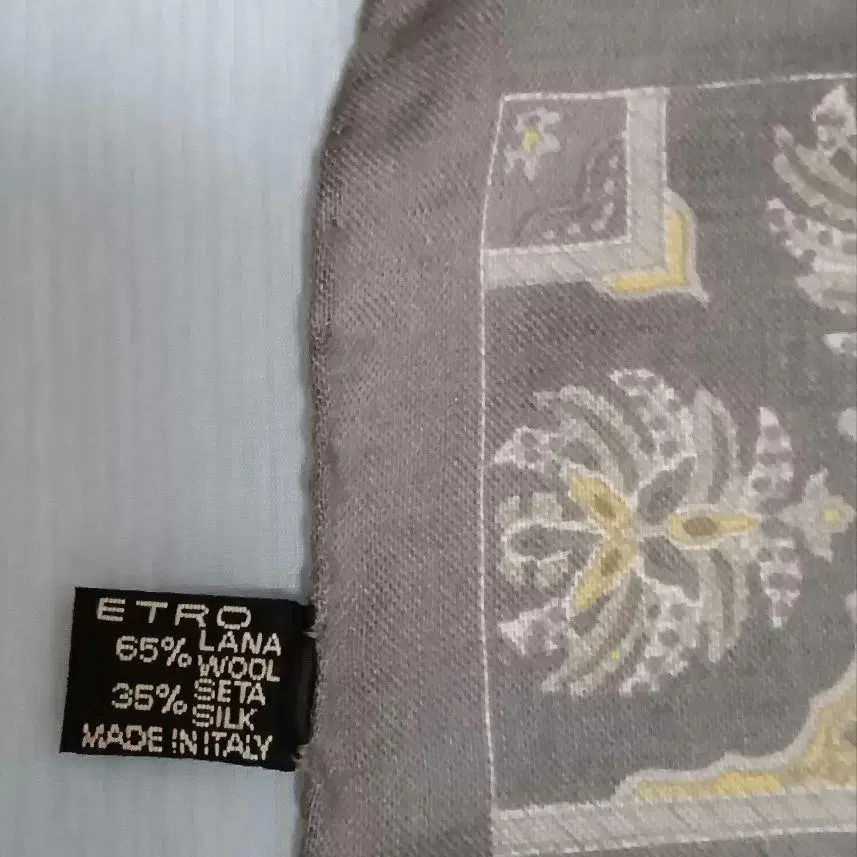 ETRO
65% LANA
WOOL
35% SETA
SILK
MADE IN ITALY